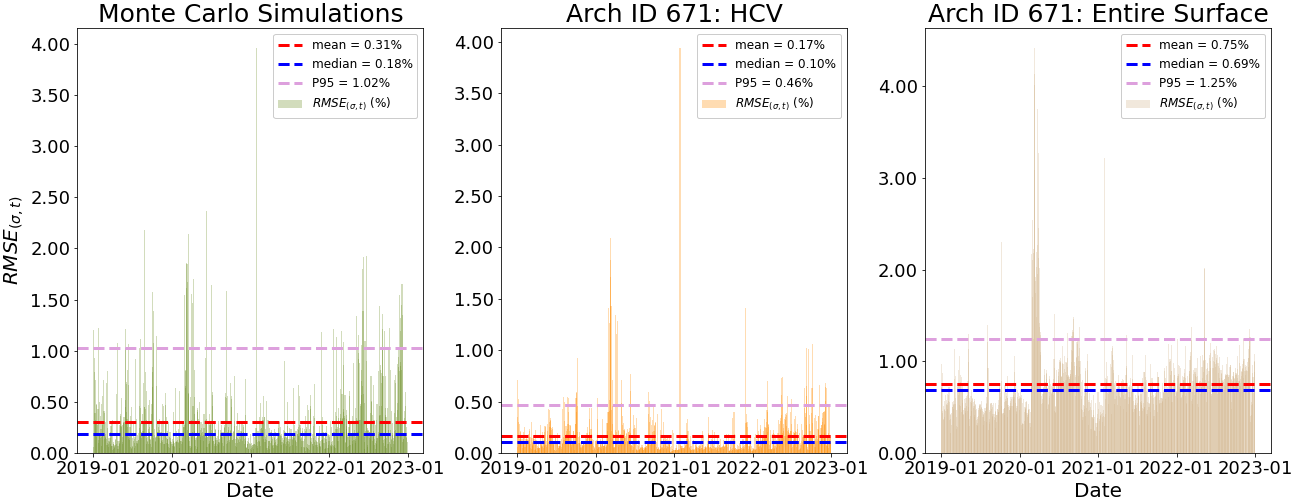 Monte Carlo Simulations
RMSE(σ, t)
4.00
3.50
3.00
2.50
2.00
1.50
1.00
0.50
0.00
mean = 0.31%
median = 0.18%
P95 = 1.02%
RMSE(σ, t) (%)
2019-01 2020-01 2021-01 2022-01 2023-01
Date
Arch ID 671: HCV
4.00
3.50
3.00
2.50
2.00
1.50
1.00
0.50
0.00
mean = 0.17%
median = 0.10%
P95 = 0.46%
RMSE(σ, t) (%)
2019-01 2020-01 2021-01 2022-01 2023-01
Date
Arch ID 671: Entire Surface
4.00
3.00
2.00
1.00
0.00
mean = 0.75%
median = 0.69%
P95 = 1.25%
RMSE(σ, t) (%)
2019-01 2020-01 2021-01 2022-01 2023-01
Date